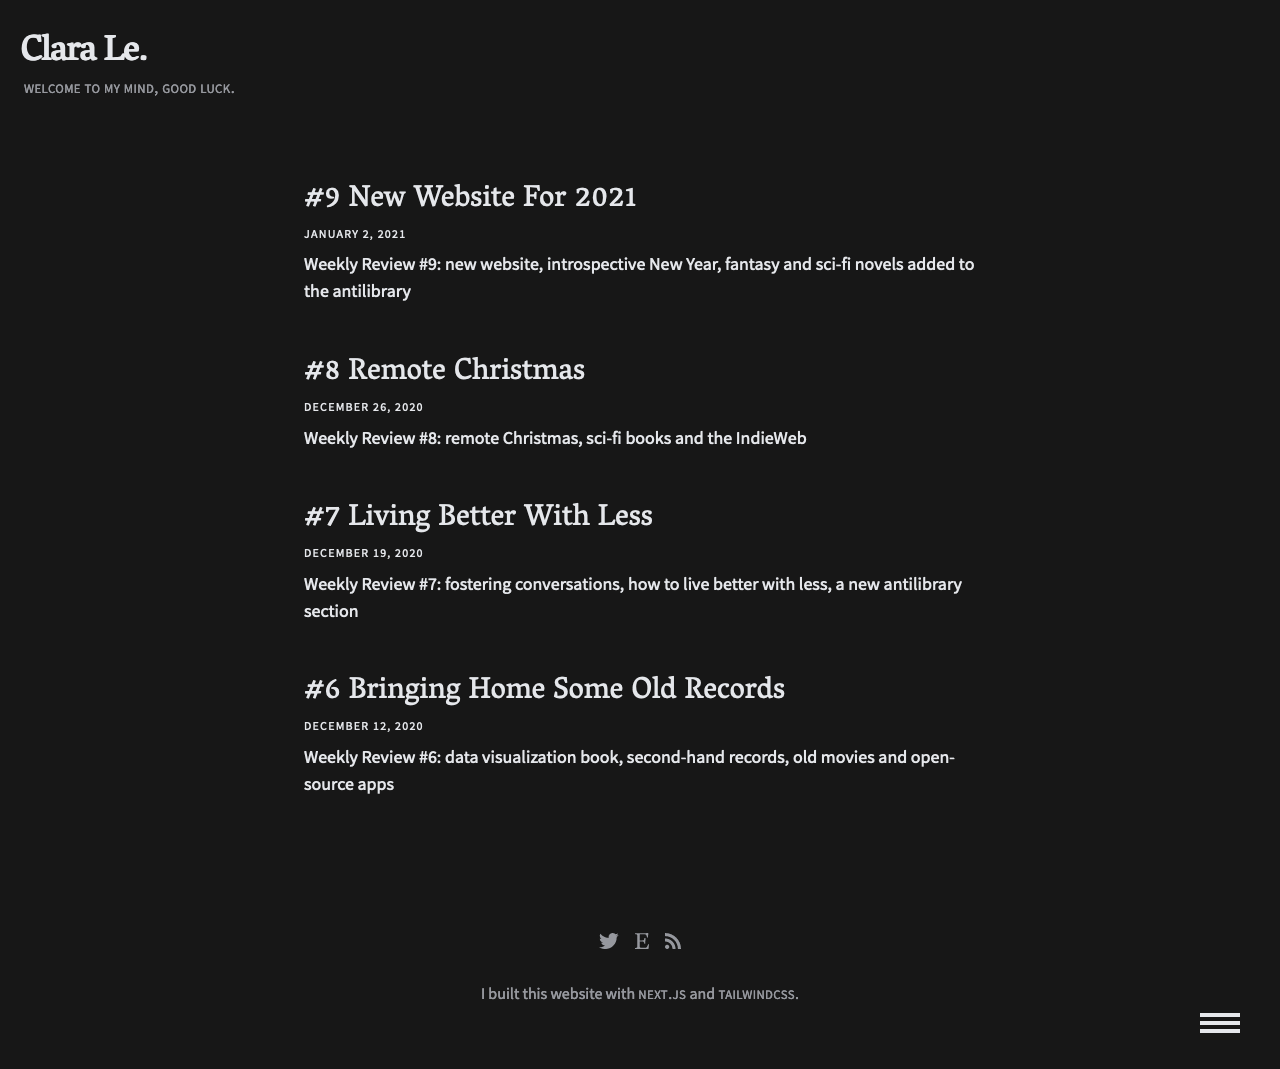 Clara Le.
WELCOME TO MY MIND, GOOD LUCK.
#9 New Website For 2021
JANUARY 2, 2021
Weekly Review #9: new website, introspective New Year, fantasy and sci-fi novels added to
the antilibrary
#8 Remote Christmas
DECEMBER 26, 2020
Weekly Review #8: remote Christmas, sci-fi books and the IndieWeb
#7 Living Better With Less
DECEMBER 19, 2020
Weekly Review #7: fostering conversations, how to live better with less, a new antilibrary
section
#6 Bringing Home Some Old Records
DECEMBER 12, 2020
Weekly Review #6: data visualization book, second-hand records, old movies and open-
source apps
E
I built this website with NEXT.JS and TAILWINDCSS.